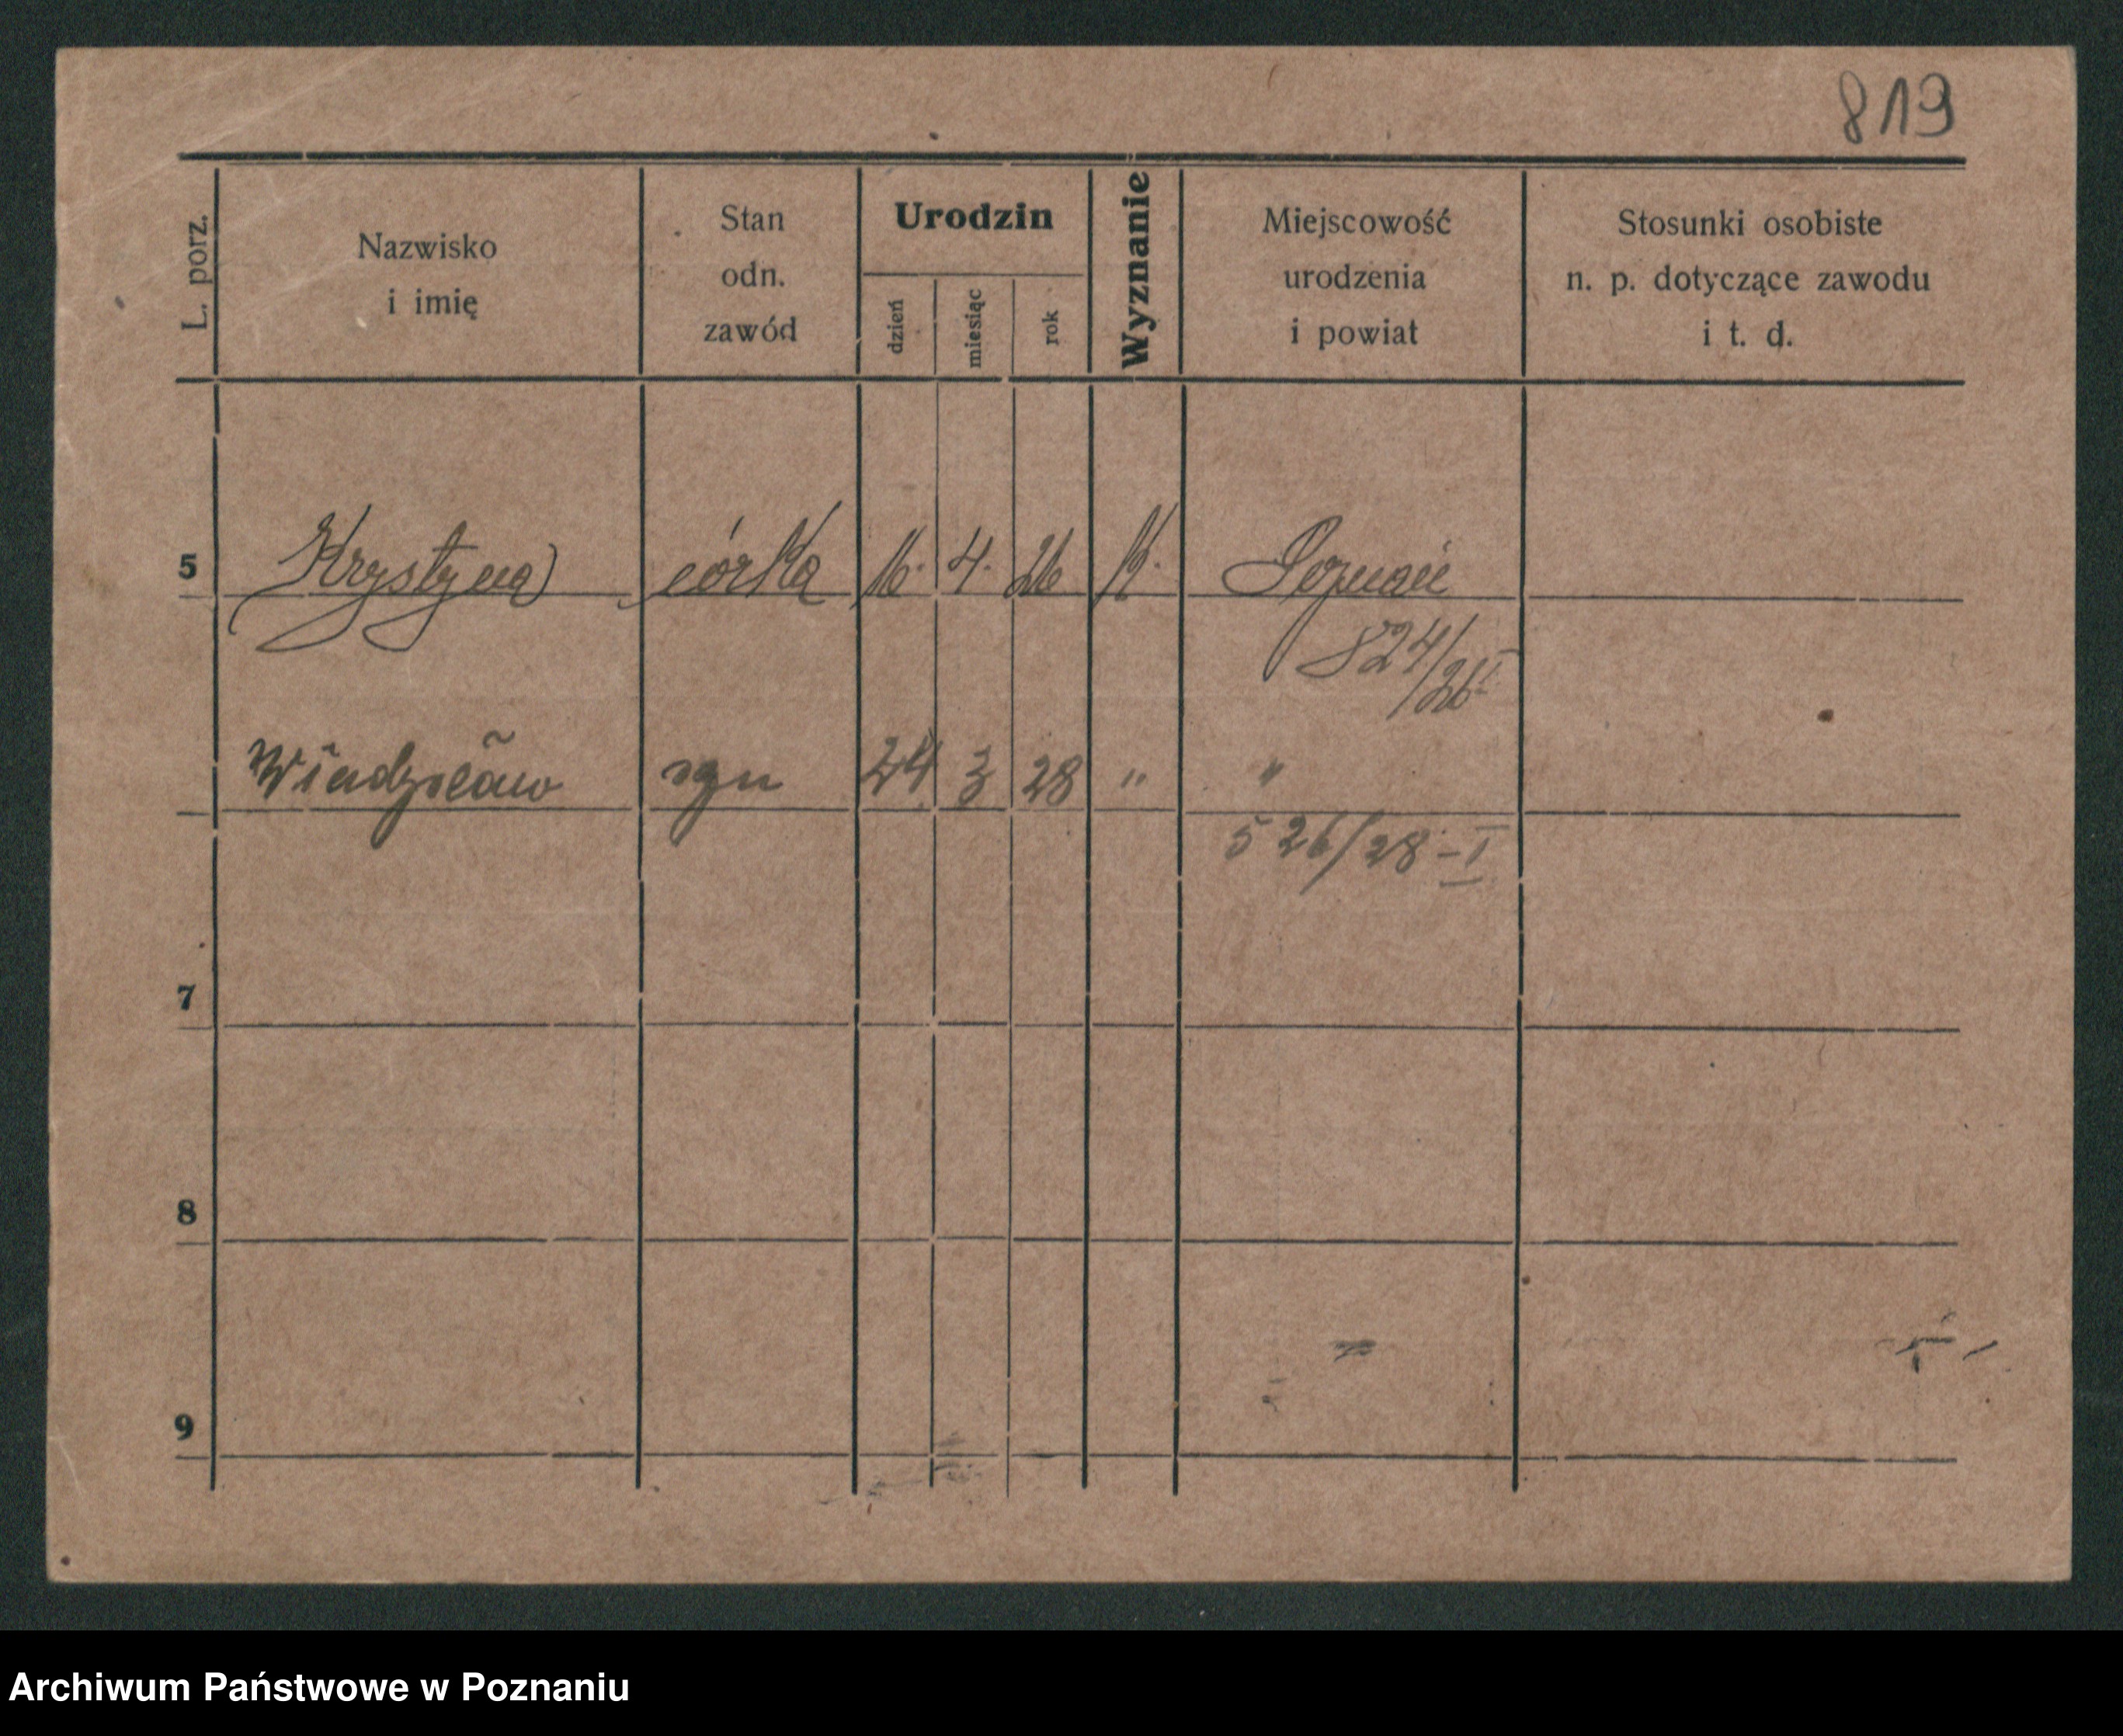 819
L. porz.
Nazwisko
i imię
Stan
odn.
zawód
Urodzin
dzień
miesiąc
rok
Wyznanie
Miejscowość
urodzenia
i powiat
Stosunki osobiste
n. p. dotyczące zawodu
i t. d.
5 Krystyna córka 16. 4. 26 K. Poznań
824/26 I
Władysław syn 24 3 28 " "
526/28 - I
7
8
9
Archiwum Państwowe w Poznaniu